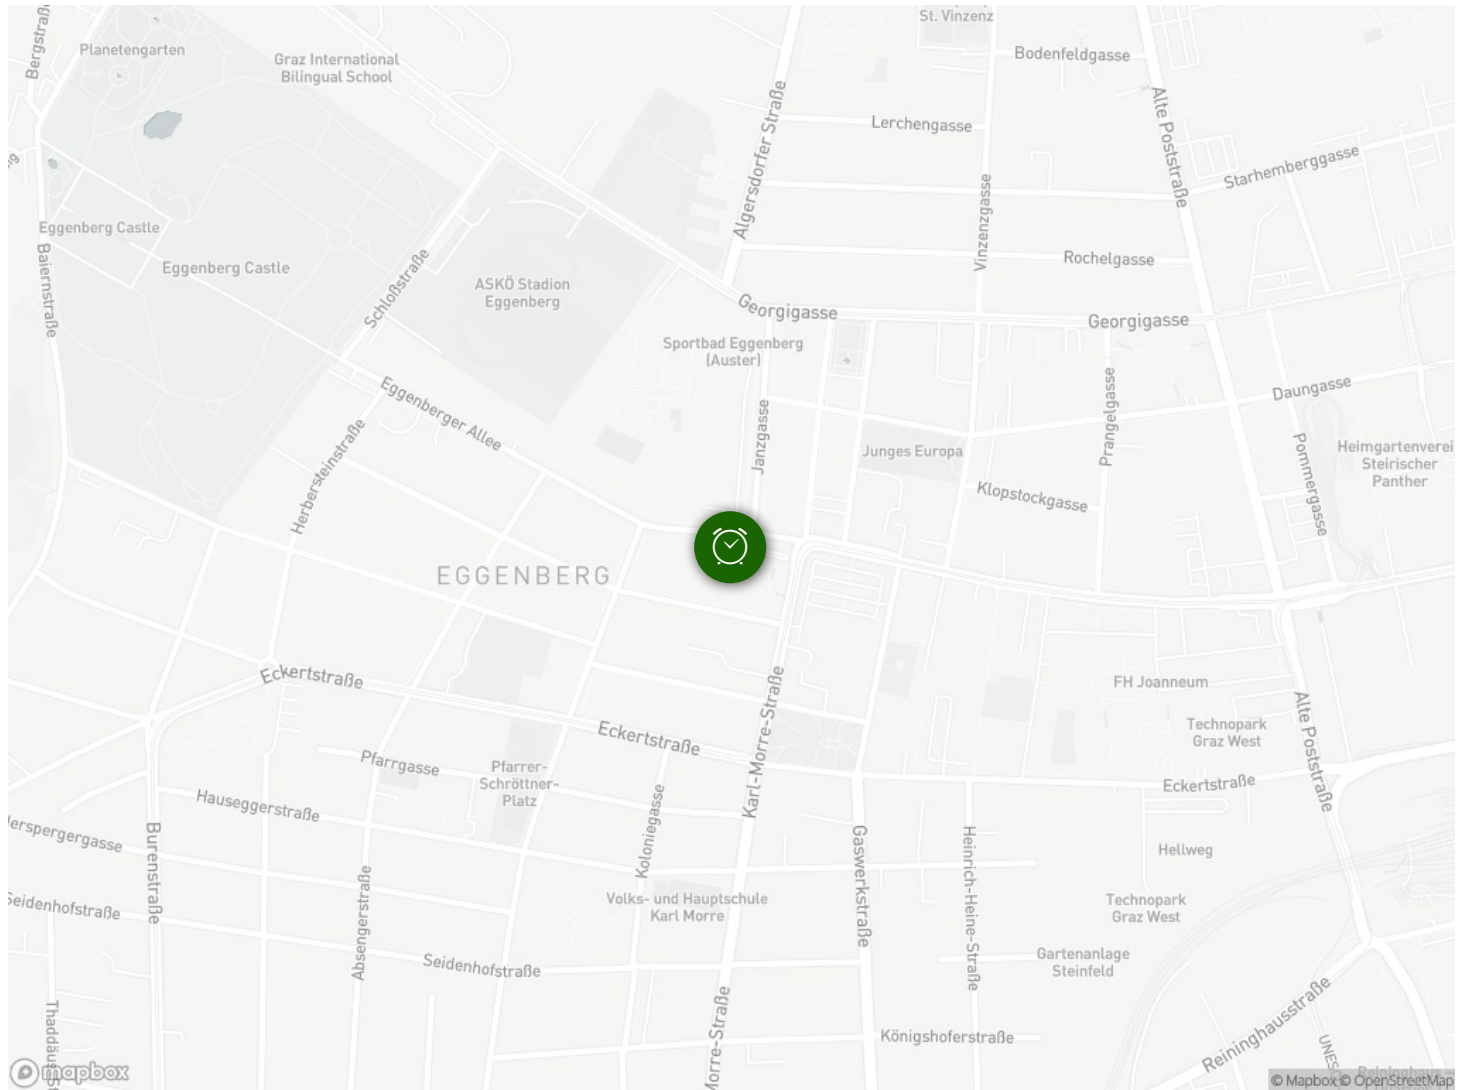 St. Vinzenz
Bergstraße
Planetengarten
Graz International
Bilingual School
Bodenfeldgasse
Algersdorfer Straße
Lerchengasse
Alte Poststraße
Starhemberggasse
Vinzenzgasse
Eggenberg Castle
Eggenberg Castle
Baiernstraße
Schloßstraße
ASKÖ Stadion
Eggenberg
Rochelgasse
Georgigasse
Georgigasse
Sportbad Eggenberg
(Auster)
Eggenberger Allee
Herbersteinstraße
Janzgasse
Junges Europa
Prangelgasse
Daungasse
Pommergasse
Heimgartenverei
Steirischer
Panther
Klopstockgasse
EGGENBERG
Eckertstraße
Eckertstraße
Karl-Morre-Straße
FH Joanneum
Technopark
Graz West
Alte Poststraße
Pfarrgasse
Pfarrer-
Schröttner-
Platz
Eckertstraße
Hauseggerstraße
erspergergasse
Burenstraße
Koloniegasse
Gaswerkstraße
Heinrich-Heine-Straße
Hellweg
Absengerstraße
Seidenhofstraße
Volks- und Hauptschule
Karl Morre
Technopark
Graz West
Seidenhofstraße
Gartenanlage
Steinfeld
Morre-Straße
Königshoferstraße
Reininghausstraße
UNES
mapbox
© Mapbox © OpenStreetMap